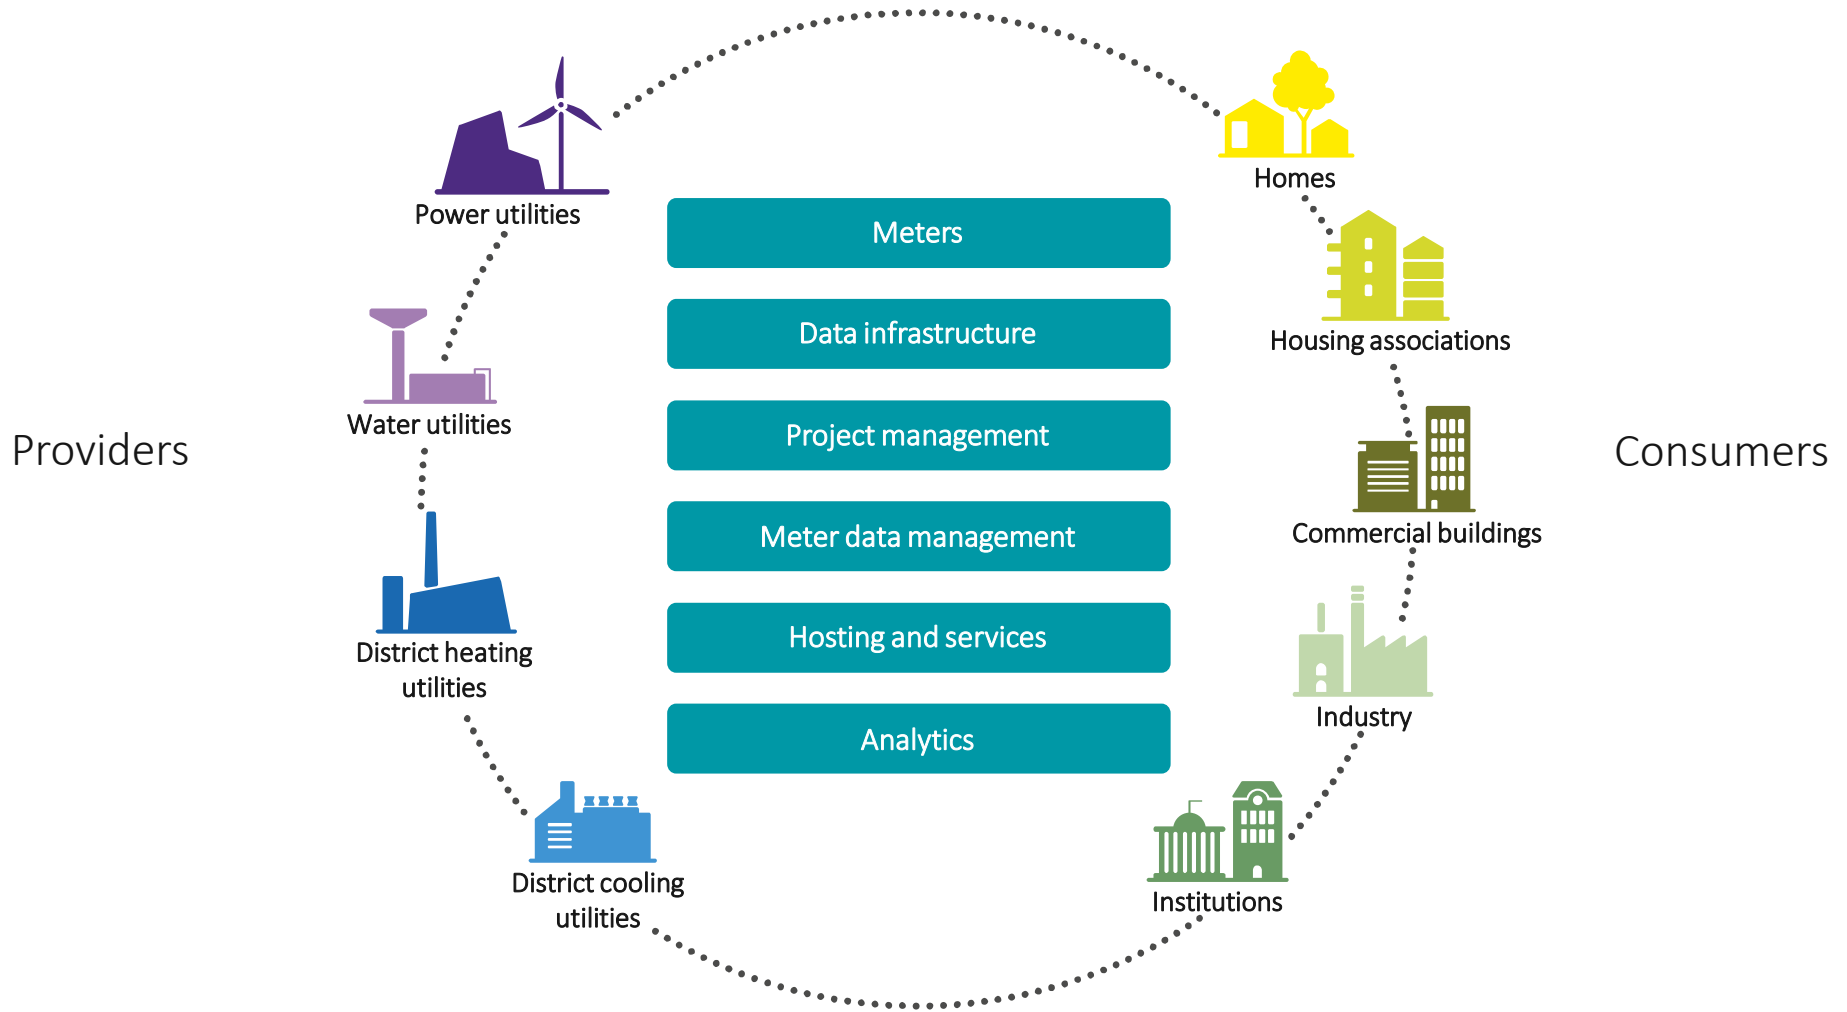 Providers
Power utilities
Water utilities
District heating
utilities
District cooling
utilities
Meters
Data infrastructure
Project management
Meter data management
Hosting and services
Analytics
Homes
Housing associations
Commercial buildings
Industry
Institutions
Consumers